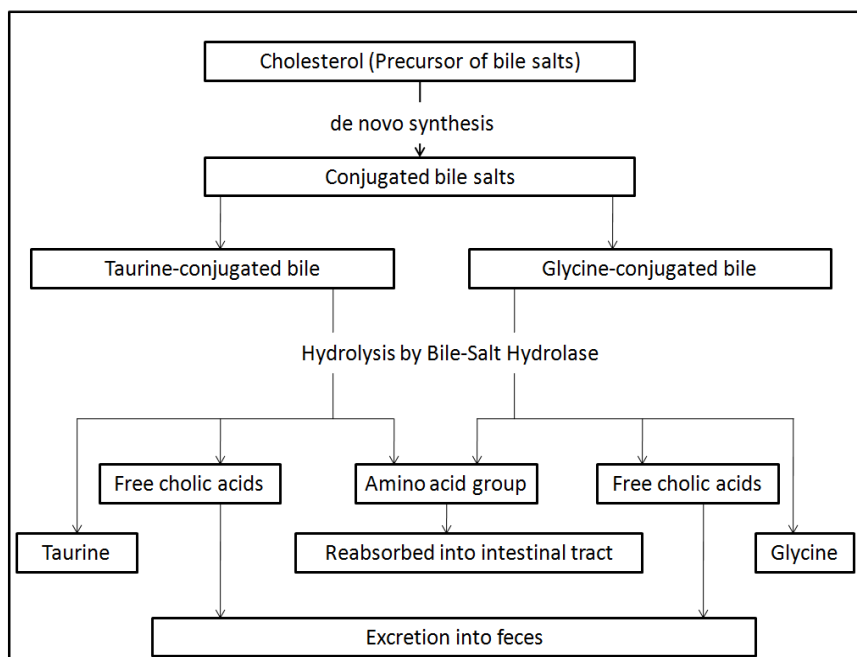 Cholesterol (Precursor of bile salts)
de novo synthesis
Conjugated bile salts
Taurine-conjugated bile
Glycine-conjugated bile
Hydrolysis by Bile-Salt Hydrolase
Free cholic acids
Amino acid group
Free cholic acids
Taurine
Reabsorbed into intestinal tract
Glycine
Excretion into feces